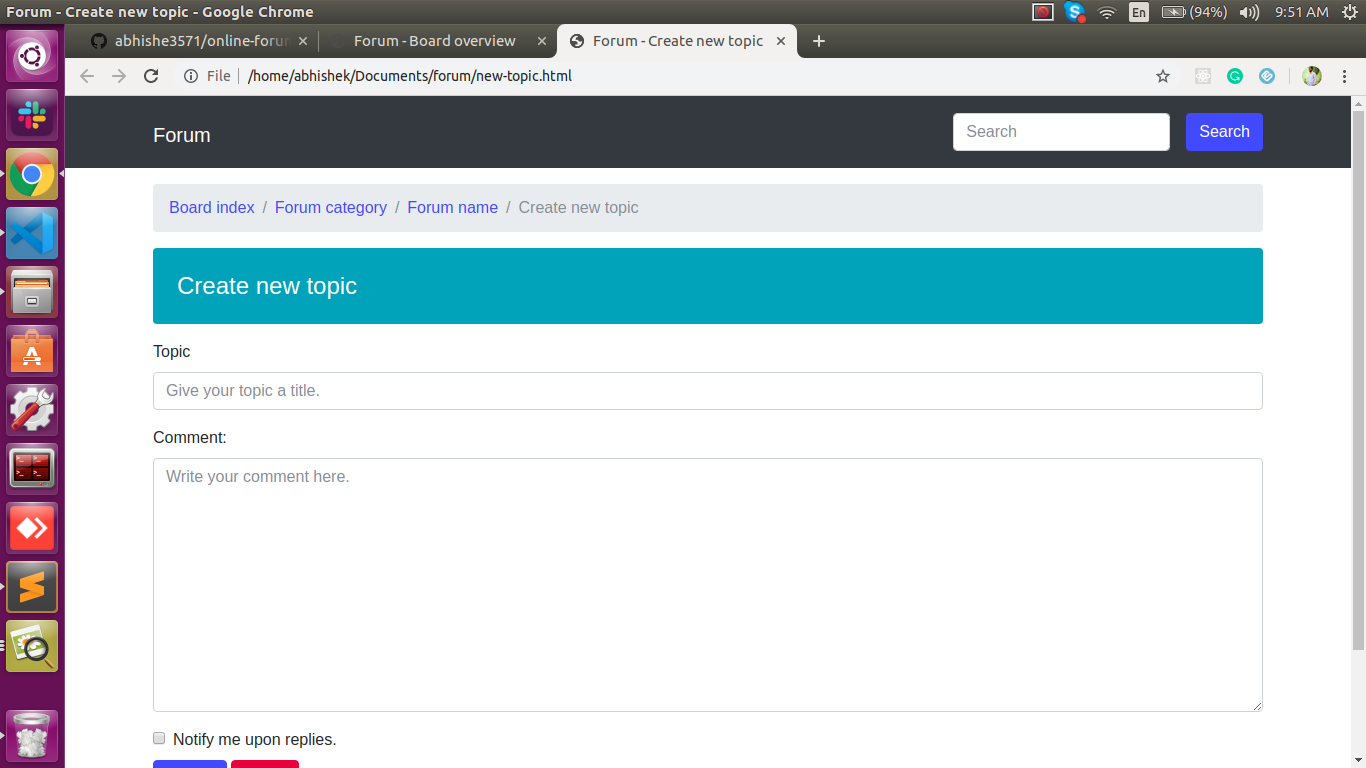 Forum - Create new topic - Google Chrome
En (94%) 9:51 AM
abhishe3571/online-forum
Forum - Board overview
Forum - Create new topic
File /home/abhishek/Documents/forum/new-topic.html
Forum
Search
Search
Board index / Forum category / Forum name / Create new topic
Create new topic
Topic
Give your topic a title.
Comment:
Write your comment here.
Notify me upon replies.